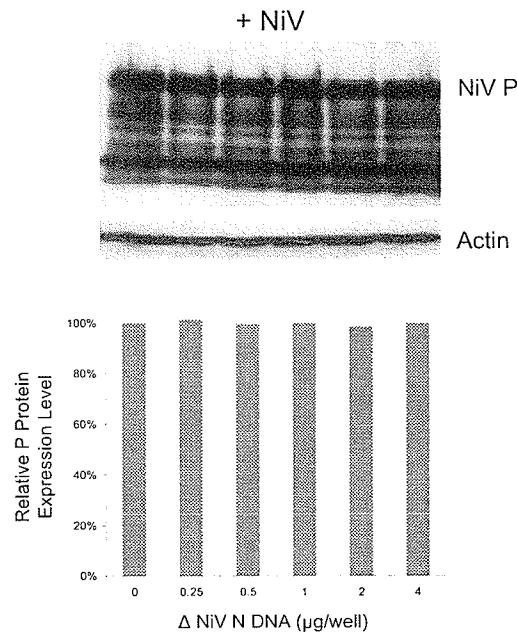 + NiV
NiV P
Actin
Relative P Protein
Expression Level
100%
80%
60%
40%
20%
0%
0 0.25 0.5 1 2 4
Δ NiV N DNA (µg/well)